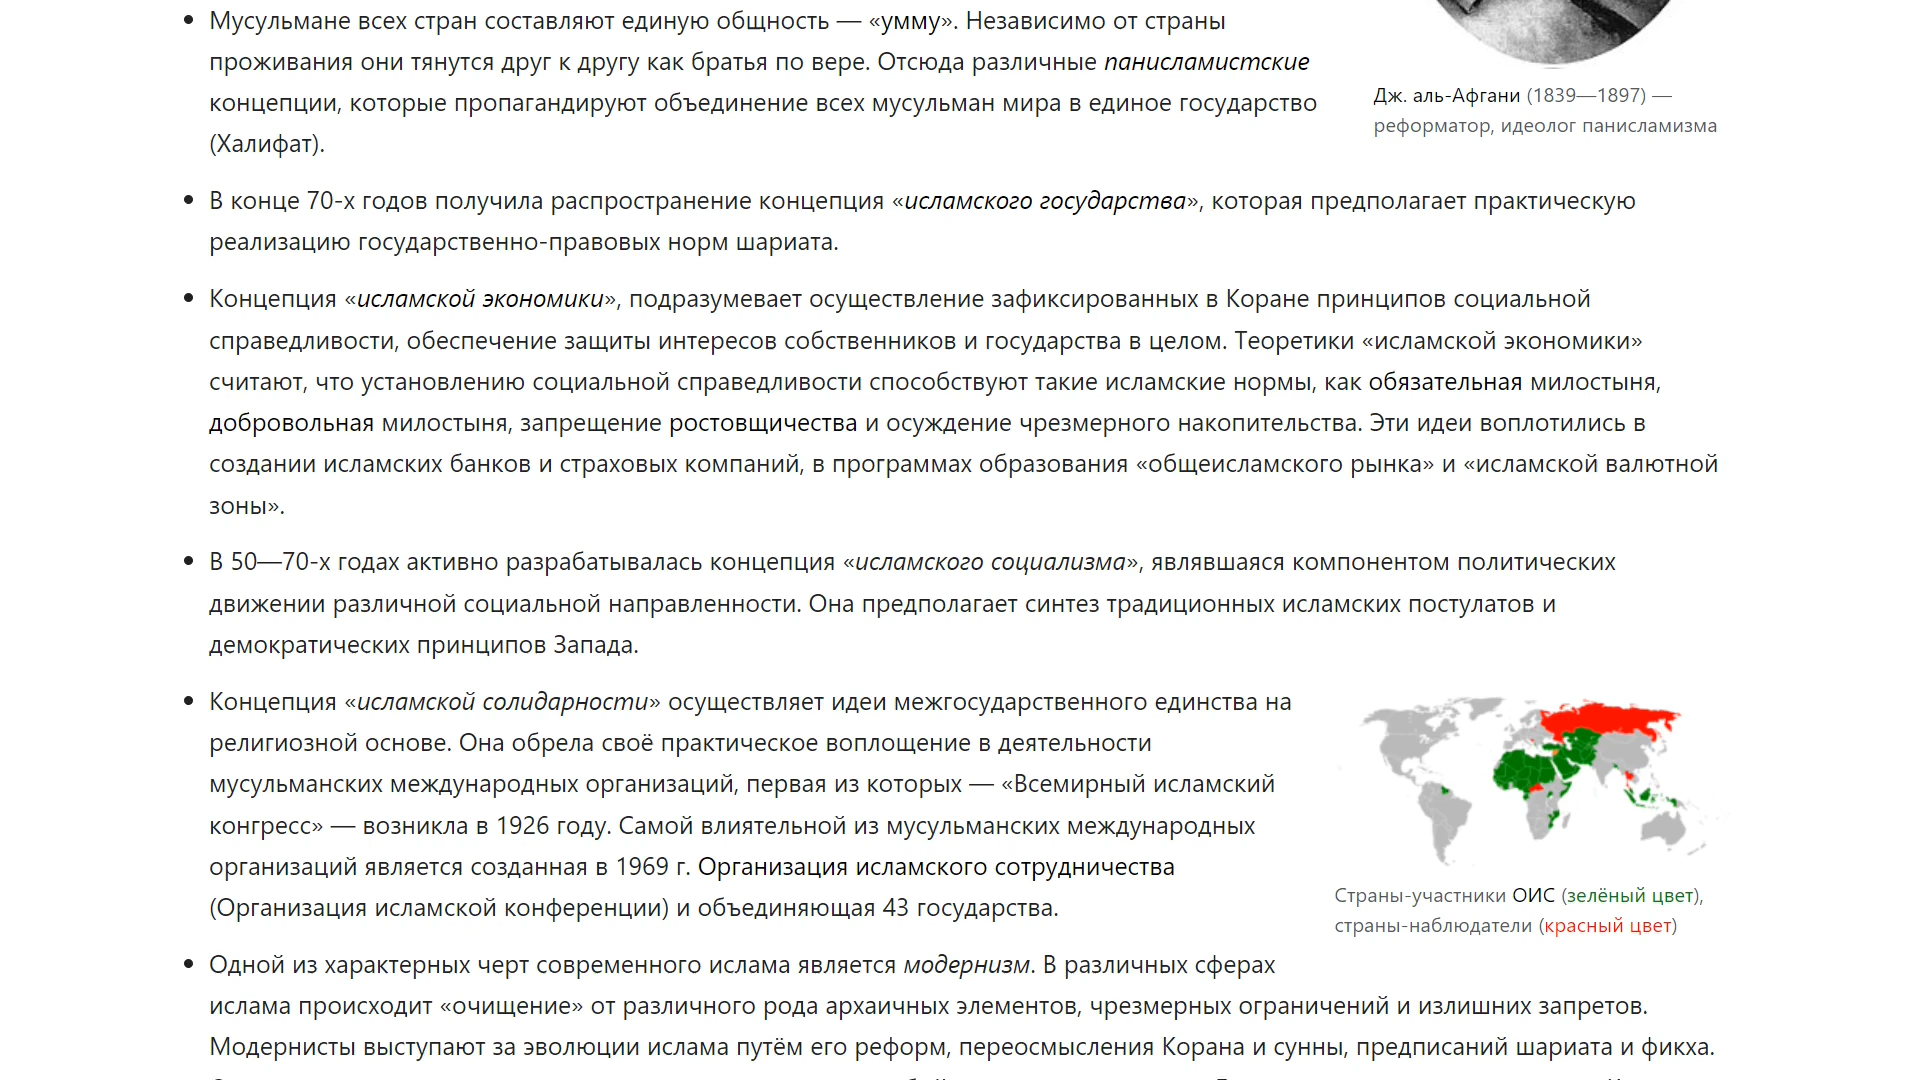 Мусульмане всех стран составляют единую общность — «умму». Независимо от страны
проживания они тянутся друг к другу как братья по вере. Отсюда различные панисламистские
концепции, которые пропагандируют объединение всех мусульман мира в единое государство
(Халифат).
Дж. аль-Афгани (1839—1897) —
реформатор, идеолог панисламизма
В конце 70-х годов получила распространение концепция «исламского государства», которая предполагает практическую
реализацию государственно-правовых норм шариата.
Концепция «исламской экономики», подразумевает осуществление зафиксированных в Коране принципов социальной
справедливости, обеспечение защиты интересов собственников и государства в целом. Теоретики «исламской экономики»
считают, что установлению социальной справедливости способствуют такие исламские нормы, как обязательная милостыня,
добровольная милостыня, запрещение ростовщичества и осуждение чрезмерного накопительства. Эти идеи воплотились в
создании исламских банков и страховых компаний, в программах образования «общеисламского рынка» и «исламской валютной
зоны».
В 50—70-х годах активно разрабатывалась концепция «исламского социализма», являвшаяся компонентом политических
движении различной социальной направленности. Она предполагает синтез традиционных исламских постулатов и
демократических принципов Запада.
Концепция «исламской солидарности» осуществляет идеи межгосударственного единства на
религиозной основе. Она обрела своё практическое воплощение в деятельности
мусульманских международных организаций, первая из которых — «Всемирный исламский
конгресс» — возникла в 1926 году. Самой влиятельной из мусульманских международных
организаций является созданная в 1969 г. Организация исламского сотрудничества
(Организация исламской конференции) и объединяющая 43 государства.
Страны-участники ОИС (зелёный цвет),
страны-наблюдатели (красный цвет)
Одной из характерных черт современного ислама является модернизм. В различных сферах
ислама происходит «очищение» от различного рода архаичных элементов, чрезмерных ограничений и излишних запретов.
Модернисты выступают за эволюции ислама путём его реформ, переосмысления Корана и сунны, предписаний шариата и фикха.